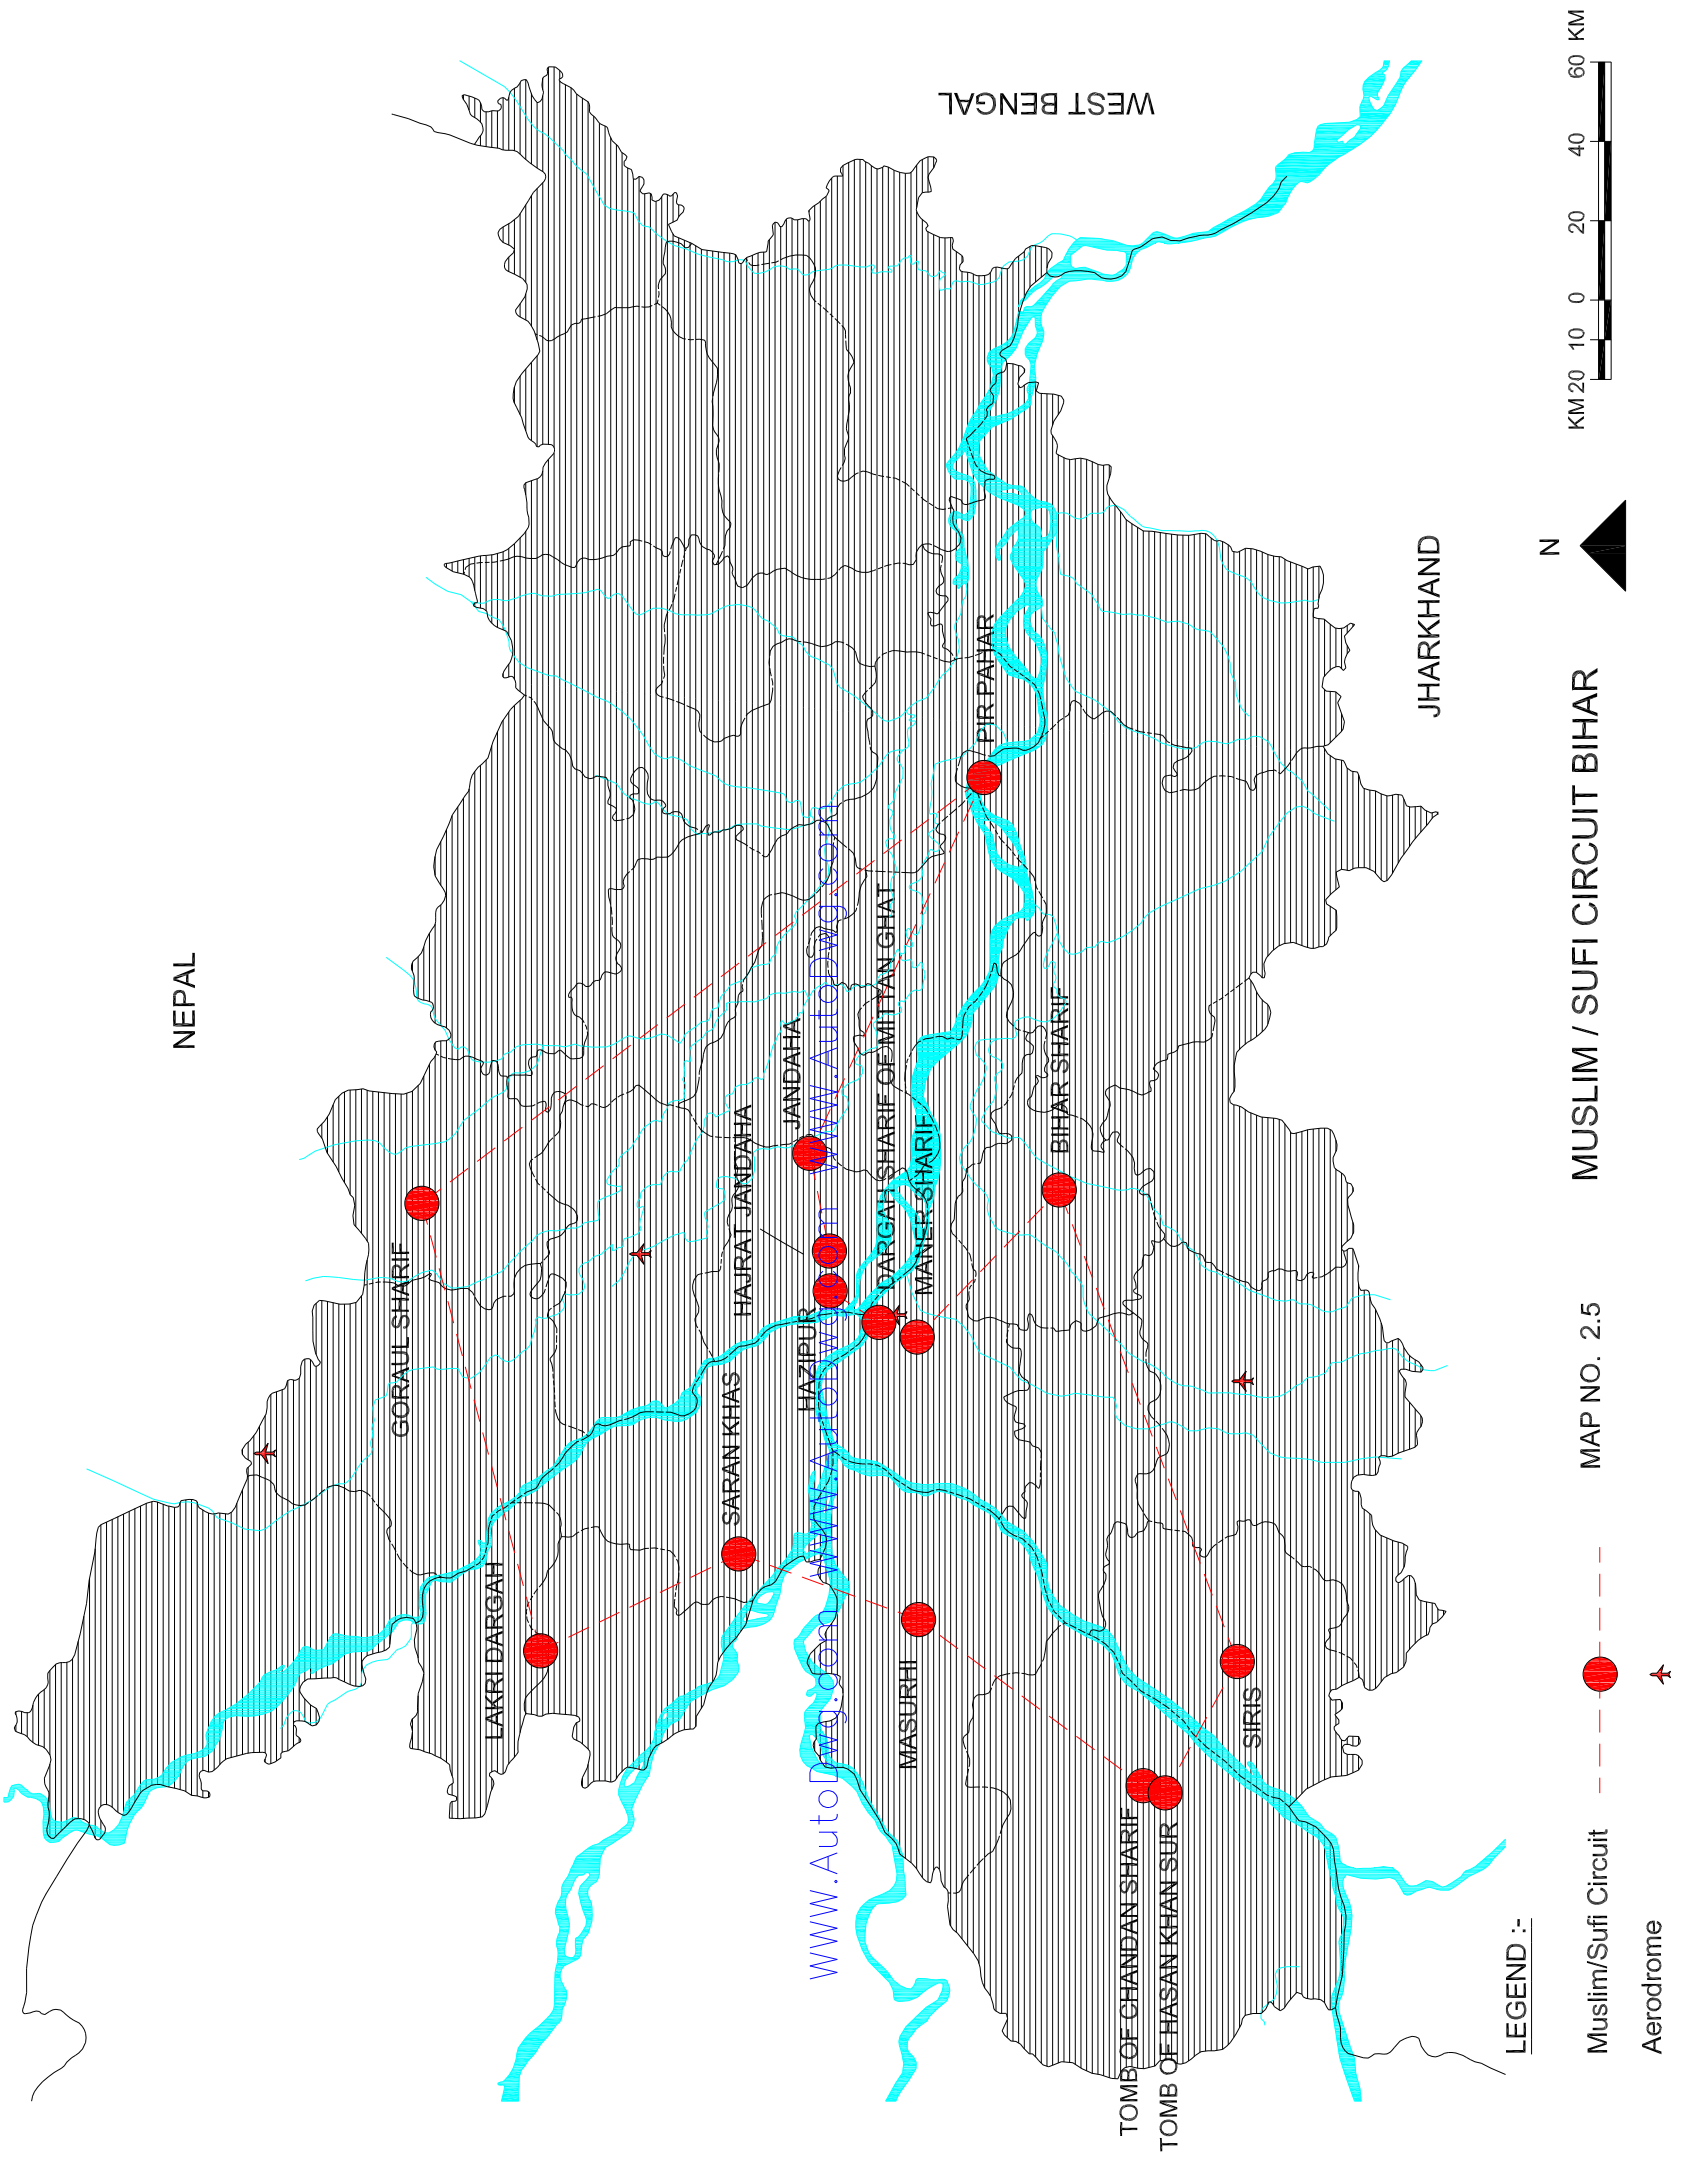 NEPAL
WEST BENGAL
JHARKHAND
GORAUL SHARIF
LAKRI DARGAH
SARAN KHAS
HAJRAT JANDAHA
JANDAHA
HAZIPUR
DARGAH SHARIF OF MITTAN GHAT
MANER SHARIF
PIR PAHAR
BIHAR SHARIF
MASURHI
SIRIS
TOMB OF CHANDAN SHARIF
TOMB OF HASAN KHAN SUR
www.AutoDwg.com www.AutoDwg.com www.AutoDwg.com
LEGEND :-
Muslim/Sufi Circuit
Aerodrome
MAP NO. 2.5
MUSLIM / SUFI CIRCUIT BIHAR
N
KM 20 10 0 20 40 60 KM